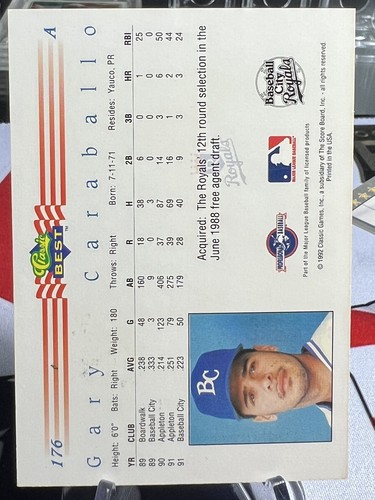 176 Classic BEST A
Gary Caraballo
Height: 6'0" Bats: Right Weight: 180 Throws: Right Born: 7-11-71 Resides: Yauco, PR
YR CLUB AVG G AB R H 2B 3B HR RBI
89 Boardwalk .238 48 160 18 38 6 0 1 25
89 Baseball City .333 3 9 0 3 0 0 0 0
90 Appleton .214 123 406 37 87 14 3 6 50
91 Appleton .251 79 275 39 69 16 1 2 44
91 Baseball City .223 50 179 28 40 9 3 3 24
Acquired: The Royals' 12th round selection in the
June 1988 free agent draft.
Royals
Baseball City
Royals
KC
Part of the Major League Baseball family of licensed products
© 1992 Classic Games, Inc., a subsidiary of The Score Board, Inc. - all rights reserved
Printed in the USA